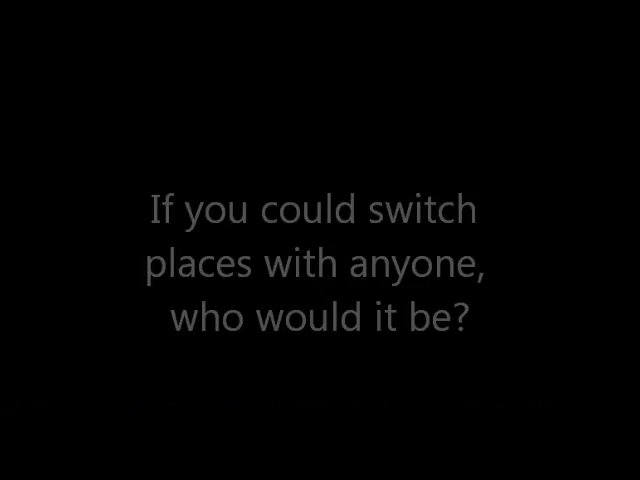 If you could switch
places with anyone,
who would it be?